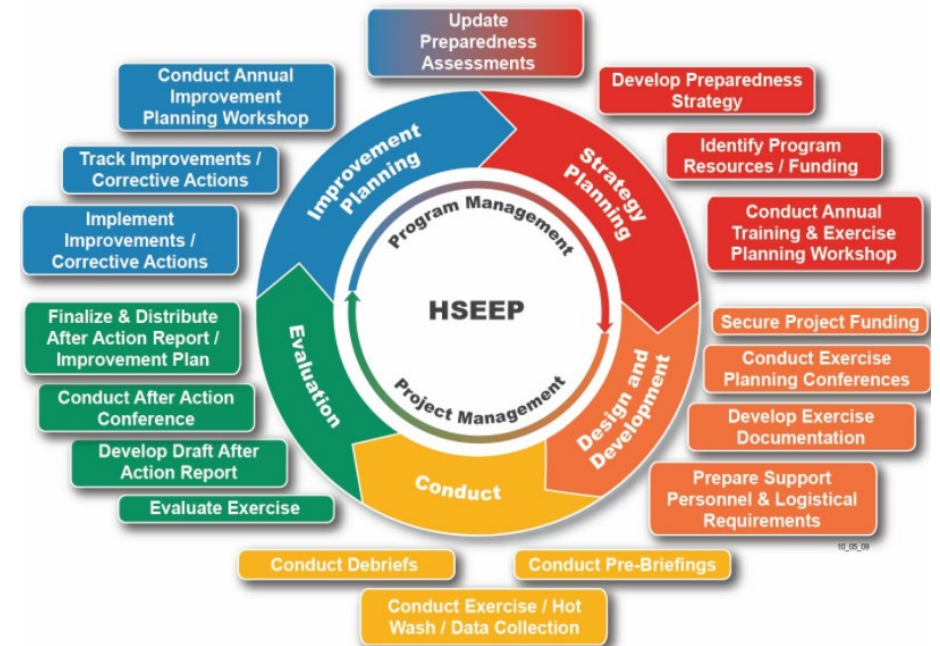 Update
Preparedness
Assessments
Develop Preparedness
Strategy
Identify Program
Resources / Funding
Conduct Annual
Training & Exercise
Planning Workshop
Secure Project Funding
Conduct Exercise
Planning Conferences
Develop Exercise
Documentation
Prepare Support
Personnel & Logistical
Requirements
10_05_09
Conduct Pre-Briefings
Conduct Exercise / Hot
Wash / Data Collection
Conduct Debriefs
Evaluate Exercise
Develop Draft After
Action Report
Conduct After Action
Conference
Finalize & Distribute
After Action Report /
Improvement Plan
Implement
Improvements /
Corrective Actions
Track Improvements /
Corrective Actions
Conduct Annual
Improvement
Planning Workshop
Strategy
Planning
Design and
Development
Conduct
Evaluation
Improvement
Planning
Program Management
HSEEP
Project Management